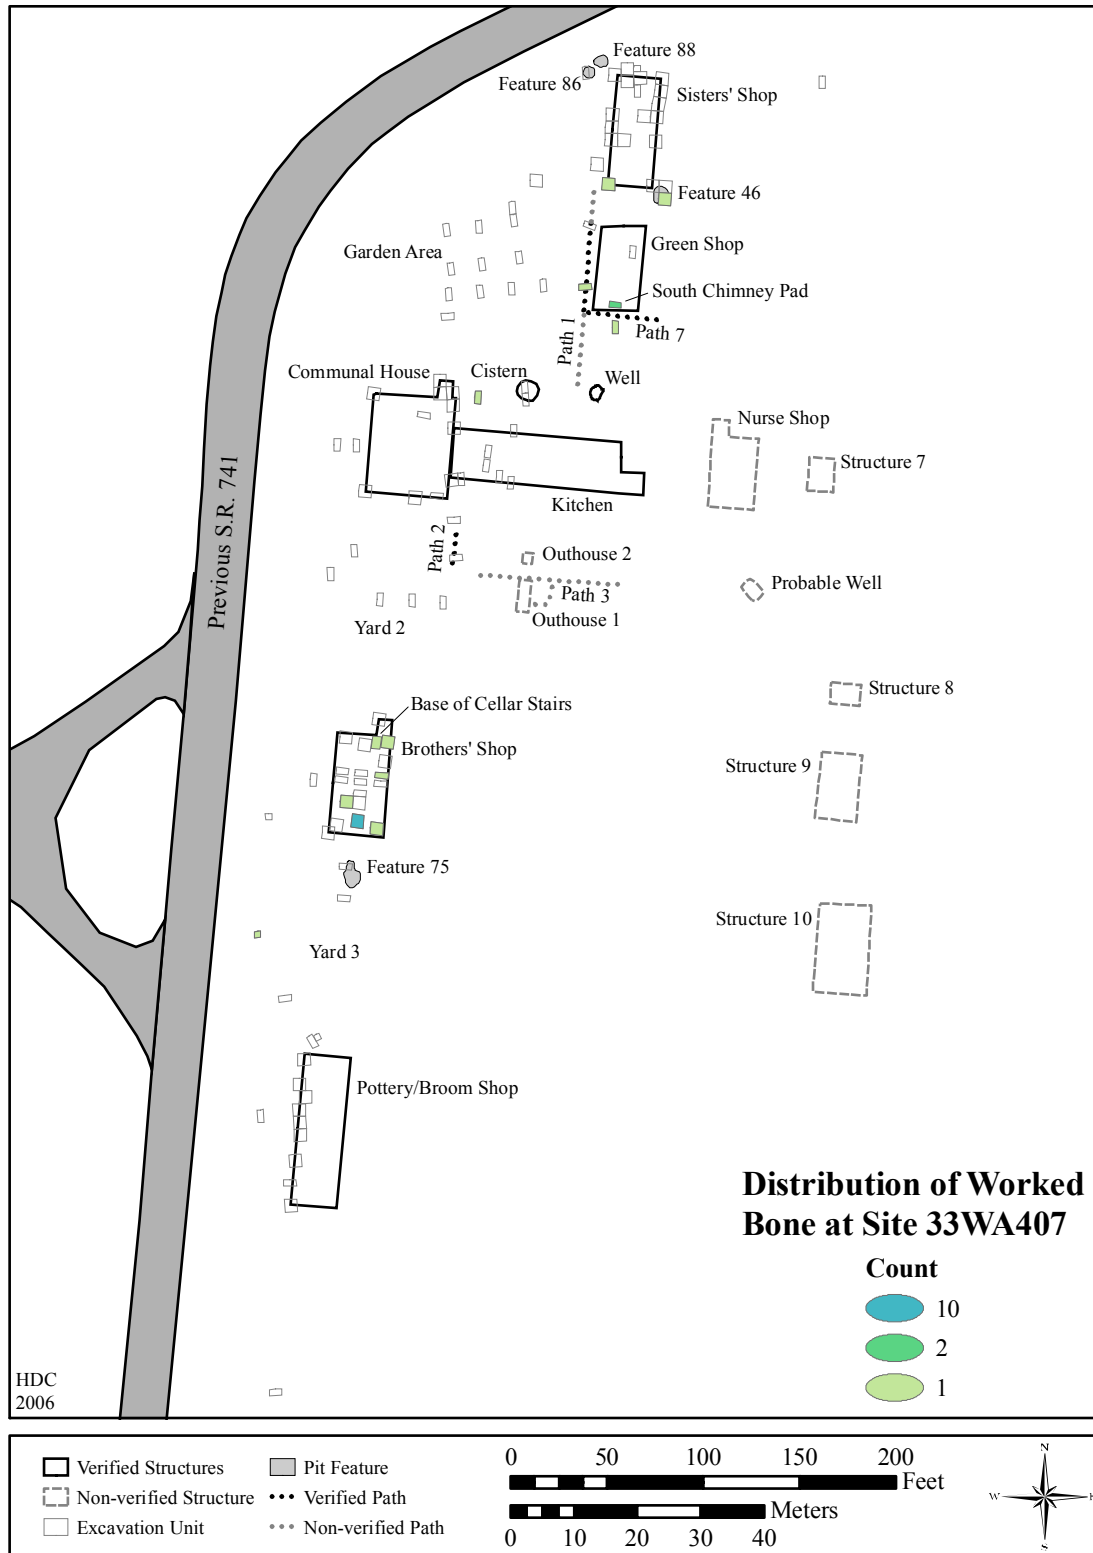 Feature 88
Feature 86
Sisters' Shop
Feature 46
Garden Area
Green Shop
South Chimney Pad
Path 1
Path 7
Communal House
Cistern
Well
Nurse Shop
Structure 7
Previous S.R. 741
Kitchen
Path 2
Outhouse 2
Path 3
Probable Well
Outhouse 1
Yard 2
Structure 8
Base of Cellar Stairs
Brothers' Shop
Structure 9
Feature 75
Structure 10
Yard 3
Pottery/Broom Shop
Distribution of Worked
Bone at Site 33WA407
Count
10
2
1
HDC
2006
Verified Structures
Non-verified Structure
Excavation Unit
Pit Feature
Verified Path
Non-verified Path
0 50 100 150 200
Feet
Meters
0 10 20 30 40
N
W
E
S